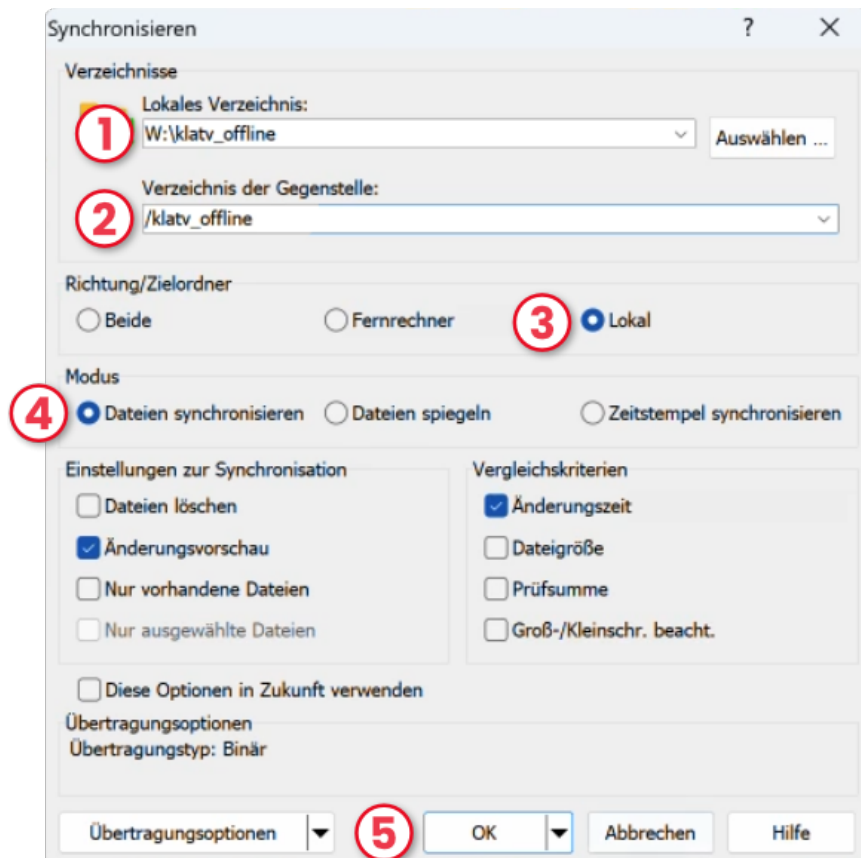 Synchronisieren ?
Verzeichnisse
Lokales Verzeichnis:
1 W:\klatv_offline Auswählen ...
Verzeichnis der Gegenstelle:
2 /klatv_offline
Richtung/Zielordner
Beide Fernrechner 3 Lokal
Modus
4 Dateien synchronisieren Dateien spiegeln Zeitstempel synchronisieren
Einstellungen zur Synchronisation Vergleichskriterien
Dateien löschen Änderungszeit
Änderungsvorschau Dateigröße
Nur vorhandene Dateien Prüfsumme
Nur ausgewählte Dateien Groß-/Kleinschr. beacht.
Diese Optionen in Zukunft verwenden
Übertragungsoptionen
Übertragungstyp: Binär
Übertragungsoptionen 5 OK Abbrechen Hilfe